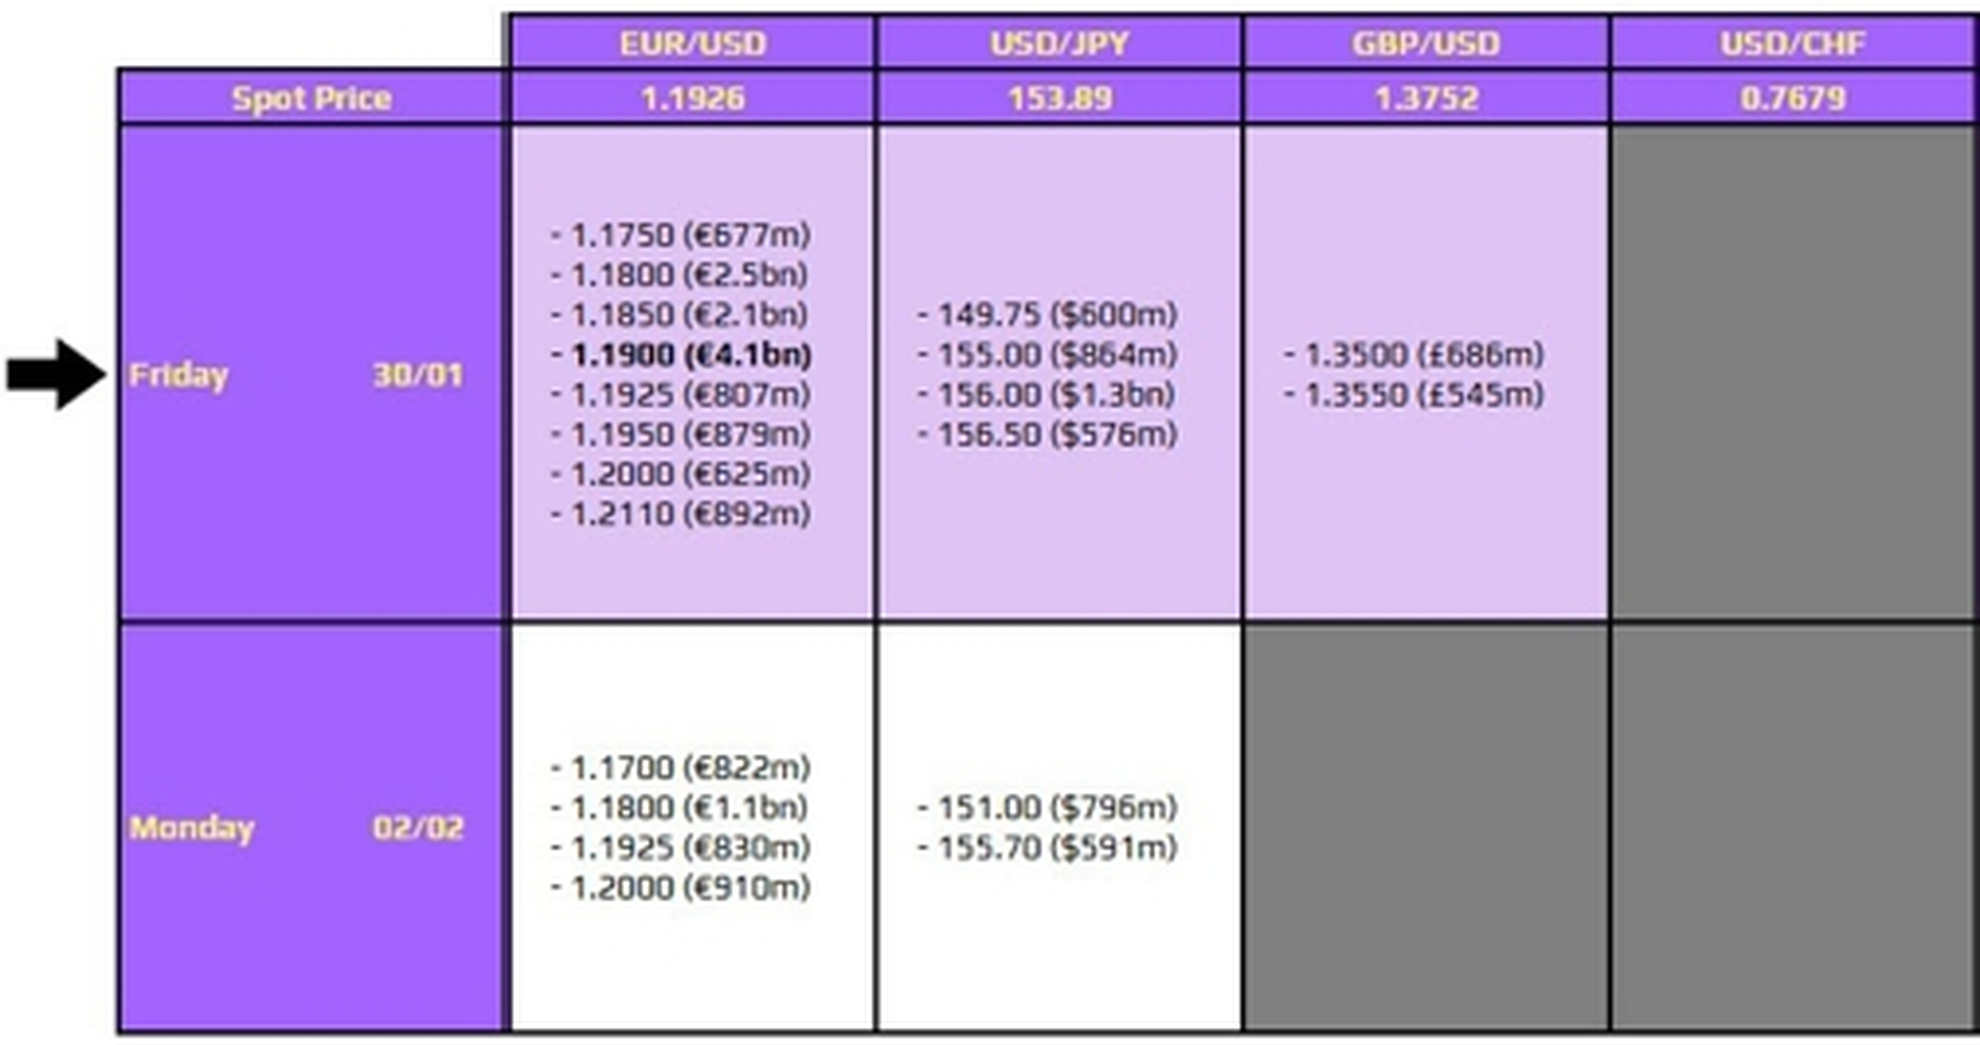 EUR/USD USD/JPY GBP/USD USD/CHF
Spot Price 1.1926 153.89 1.3752 0.7679
Friday 30/01
- 1.1750 (€677m)
- 1.1800 (€2.5bn)
- 1.1850 (€2.1bn)
- 1.1900 (€4.1bn)
- 1.1925 (€807m)
- 1.1950 (€879m)
- 1.2000 (€625m)
- 1.2110 (€892m)
- 149.75 ($600m)
- 155.00 ($864m)
- 156.00 ($1.3bn)
- 156.50 ($576m)
- 1.3500 (£686m)
- 1.3550 (£545m)
Monday 02/02
- 1.1700 (€822m)
- 1.1800 (€1.1bn)
- 1.1925 (€830m)
- 1.2000 (€910m)
- 151.00 ($796m)
- 155.70 ($591m)